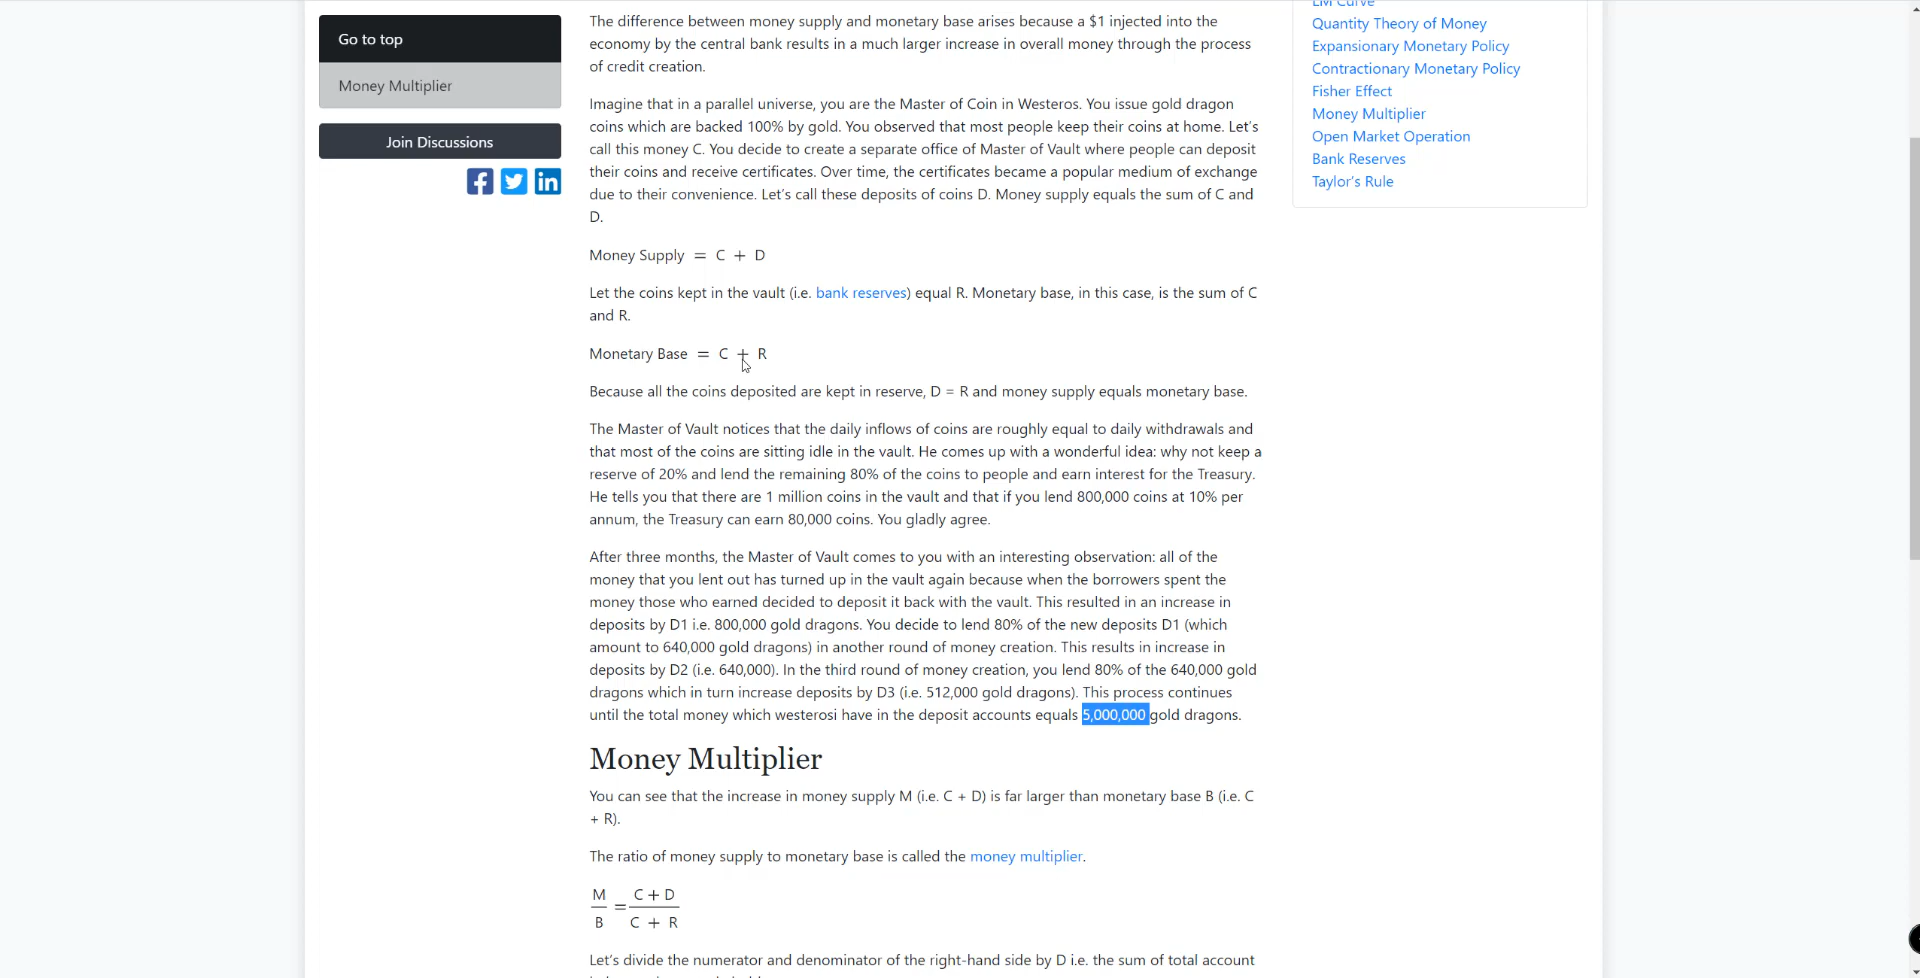 Go to top
Money Multiplier
Join Discussions
The difference between money supply and monetary base arises because a $1 injected into the
economy by the central bank results in a much larger increase in overall money through the process
of credit creation.
Imagine that in a parallel universe, you are the Master of Coin in Westeros. You issue gold dragon
coins which are backed 100% by gold. You observed that most people keep their coins at home. Let's
call this money C. You decide to create a separate office of Master of Vault where people can deposit
their coins and receive certificates. Over time, the certificates became a popular medium of exchange
due to their convenience. Let's call these deposits of coins D. Money supply equals the sum of C and
D.
Money Supply = C + D
Let the coins kept in the vault (i.e. bank reserves) equal R. Monetary base, in this case, is the sum of C
and R.
Monetary Base = C + R
Because all the coins deposited are kept in reserve, D = R and money supply equals monetary base.
The Master of Vault notices that the daily inflows of coins are roughly equal to daily withdrawals and
that most of the coins are sitting idle in the vault. He comes up with a wonderful idea: why not keep a
reserve of 20% and lend the remaining 80% of the coins to people and earn interest for the Treasury.
He tells you that there are 1 million coins in the vault and that if you lend 800,000 coins at 10% per
annum, the Treasury can earn 80,000 coins. You gladly agree.
After three months, the Master of Vault comes to you with an interesting observation: all of the
money that you lent out has turned up in the vault again because when the borrowers spent the
money those who earned decided to deposit it back with the vault. This resulted in an increase in
deposits by D1 i.e. 800,000 gold dragons. You decide to lend 80% of the new deposits D1 (which
amount to 640,000 gold dragons) in another round of money creation. This results in increase in
deposits by D2 (i.e. 640,000). In the third round of money creation, you lend 80% of the 640,000 gold
dragons which in turn increase deposits by D3 (i.e. 512,000 gold dragons). This process continues
until the total money which westerosi have in the deposit accounts equals 5,000,000 gold dragons.
Money Multiplier
You can see that the increase in money supply M (i.e. C + D) is far larger than monetary base B (i.e. C
+ R).
The ratio of money supply to monetary base is called the money multiplier.
M C + D
=
B C + R
Let's divide the numerator and denominator of the right-hand side by D i.e. the sum of total account
LM Curve
Quantity Theory of Money
Expansionary Monetary Policy
Contractionary Monetary Policy
Fisher Effect
Money Multiplier
Open Market Operation
Bank Reserves
Taylor's Rule